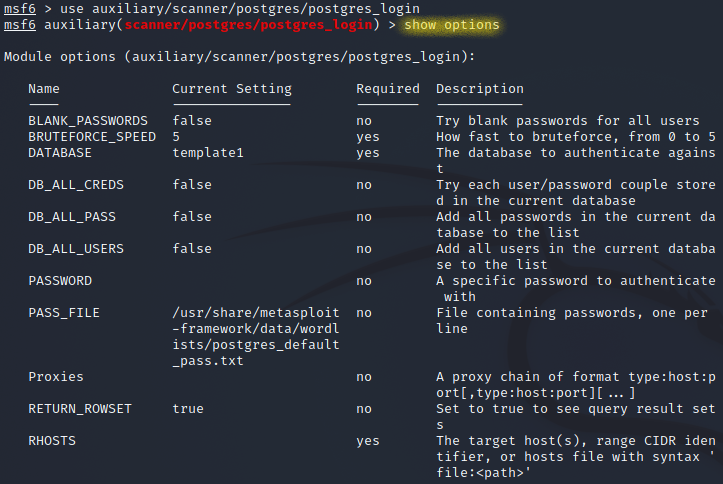 msf6 > use auxiliary/scanner/postgres/postgres_login
msf6 auxiliary(scanner/postgres/postgres_login) > show options
Module options (auxiliary/scanner/postgres/postgres_login):
Name Current Setting Required Description
BLANK_PASSWORDS false no Try blank passwords for all users
BRUTEFORCE_SPEED 5 yes How fast to bruteforce, from 0 to 5
DATABASE template1 yes The database to authenticate agains
t
DB_ALL_CREDS false no Try each user/password couple store
d in the current database
DB_ALL_PASS false no Add all passwords in the current da
tabase to the list
DB_ALL_USERS false no Add all users in the current databa
se to the list
PASSWORD no A specific password to authenticate
with
PASS_FILE /usr/share/metasploit no File containing passwords, one per
-framework/data/wordl line
ists/postgres_default
_pass.txt
Proxies no A proxy chain of format type:host:p
ort[,type:host:port][...]
RETURN_ROWSET true no Set to true to see query result set
s
RHOSTS yes The target host(s), range CIDR iden
tifier, or hosts file with syntax '
file:<path>'